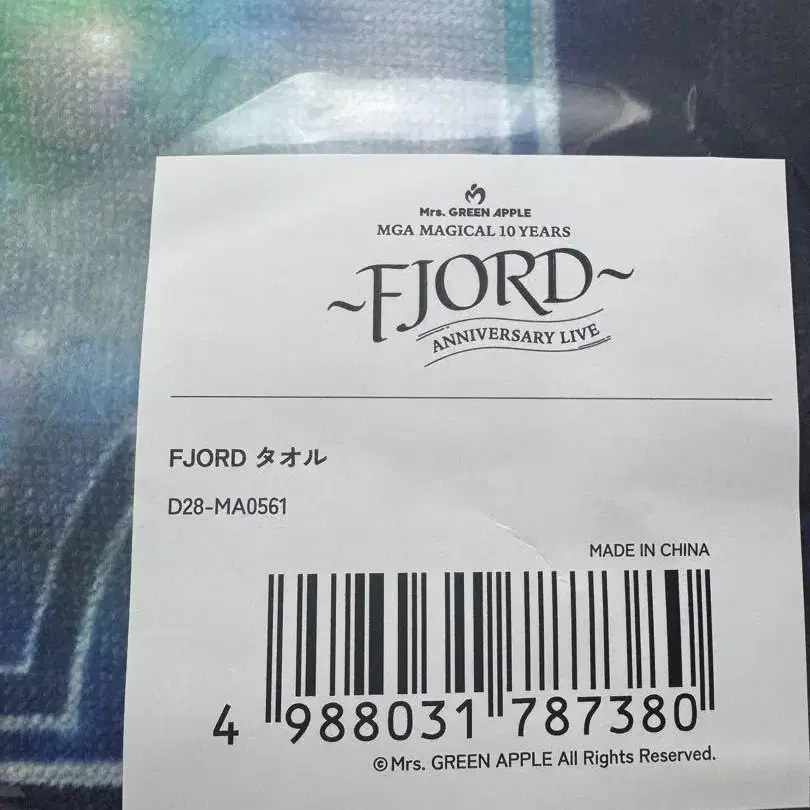 Mrs. GREEN APPLE
MGA MAGICAL 10 YEARS
~FJORD~
ANNIVERSARY LIVE
FJORD タオル
D28-MA0561
MADE IN CHINA
4 988031 787380
©Mrs. GREEN APPLE All Rights Reserved.